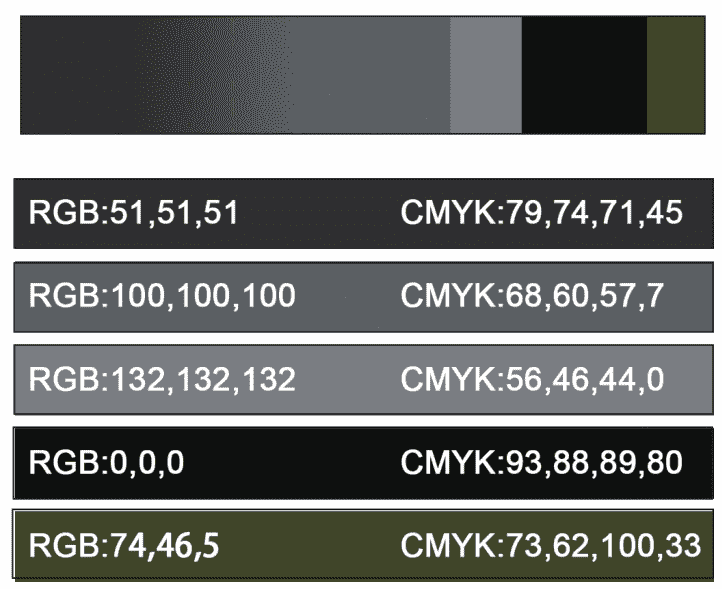 RGB:51,51,51 CMYK:79,74,71,45
RGB:100,100,100 CMYK:68,60,57,7
RGB:132,132,132 CMYK:56,46,44,0
RGB:0,0,0 CMYK:93,88,89,80
RGB:74,46,5 CMYK:73,62,100,33